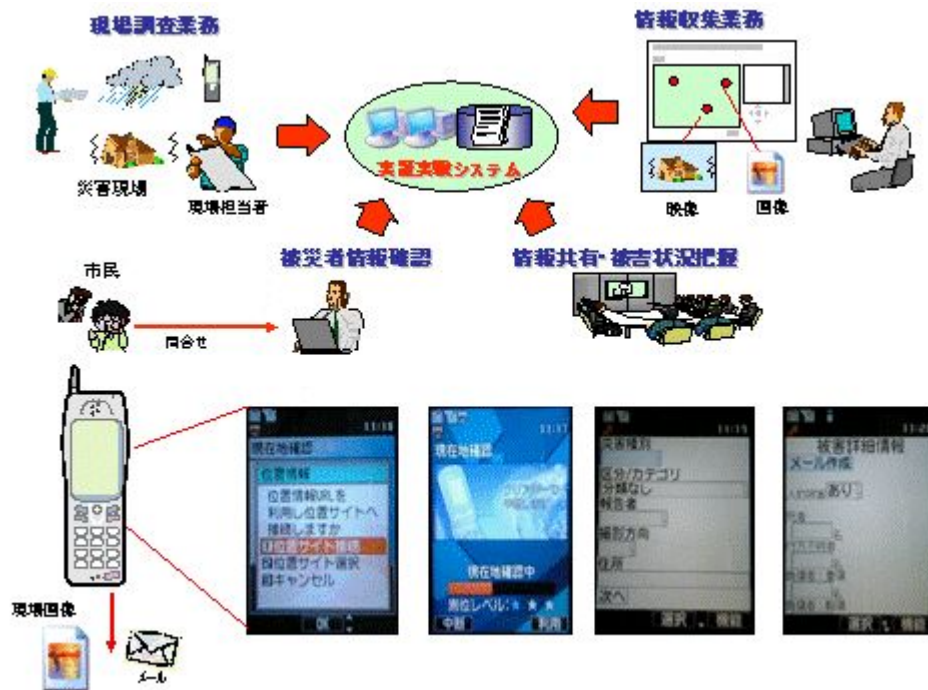 現場調査業務
情報収集業務
実証実験システム
災害現場
現場担当者
映像
画像
被災者情報確認
情報共有・被害状況把握
市民
問合せ
11:17
現在地確認
位置情報
位置情報URLを
利用し位置サイトへ
接続しますか
1位置サイト接続
2位置サイト選択
3キャンセル
OK
現在地確認
現在地確認中
測位レベル:★ ★ ★
中断
利用
11:19
災害種別
区分/カテゴリ
分類なし
報告者
撮影方向
住所
次へ
選択
機能
被害詳細情報
メール作成
あり
選択
機能
現場画像
メール